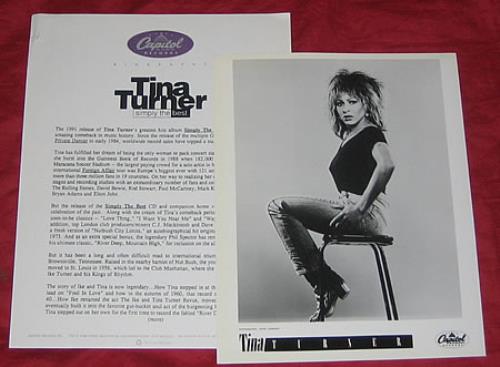 Capitol
RECORDS
BIOGRAPHY
Tina
Turner
simply the best
The 1991 release of Tina Turner's greatest hits album Simply The
amazing comeback in music history. Since the release of the multiple G
Private Dancer in early 1984, worldwide record sales have topped a
Tina has fulfilled her dream of being the only woman to pack concert
she burst into the Guinness Book of Records in 1988 when 182,000
Maracana Soccer Stadium - the largest paying crowd for a solo artist in
international Foreign Affair tour was Europe's biggest ever with 121
more than three million fans in 19 countries. On her way to realizing her
stages and recording studios with an extraordinary number of fans and
The Rolling Stones, David Bowie, Rod Stewart, Paul McCartney, Mark K
Bryan Adams and Elton John.
But the release of the Simply The Best CD and companion home
celebration of the past. Along with the cream of Tina's comeback
soon-to-be classics - "Love Thing," "I Want You Near Me" and "Way
addition, top London club producers C.J. Mackintosh and Dave
a fresh version of "Nutbush City Limits," an autobiographical hit
1973. And as an extra special bonus, the legendary Phil Spector has
his ultimate classic, "River Deep, Mountain High," for inclusion on the
But it has been a long and often difficult road to international
Brownsville, Tennessee. Raised in the nearby hamlet of Nut Bush, the
moved to St. Louis in 1956, which led to the Club Manhattan, where she
Ike Turner and his Kings of Rhythm.
The story of Ike and Tina is now legendary...How Tina stepped in at
lead on "Fool In Love" and how in the autumn of 1960, that record
40...How Ike renamed the act The Ike and Tina Turner Revue,
eventually built it into the favorite gut-bucket soul act of the burgeoning
Tina stepped out on her own for the first time to record the fabled "River D
(more)
Tina TURNER
Capitol